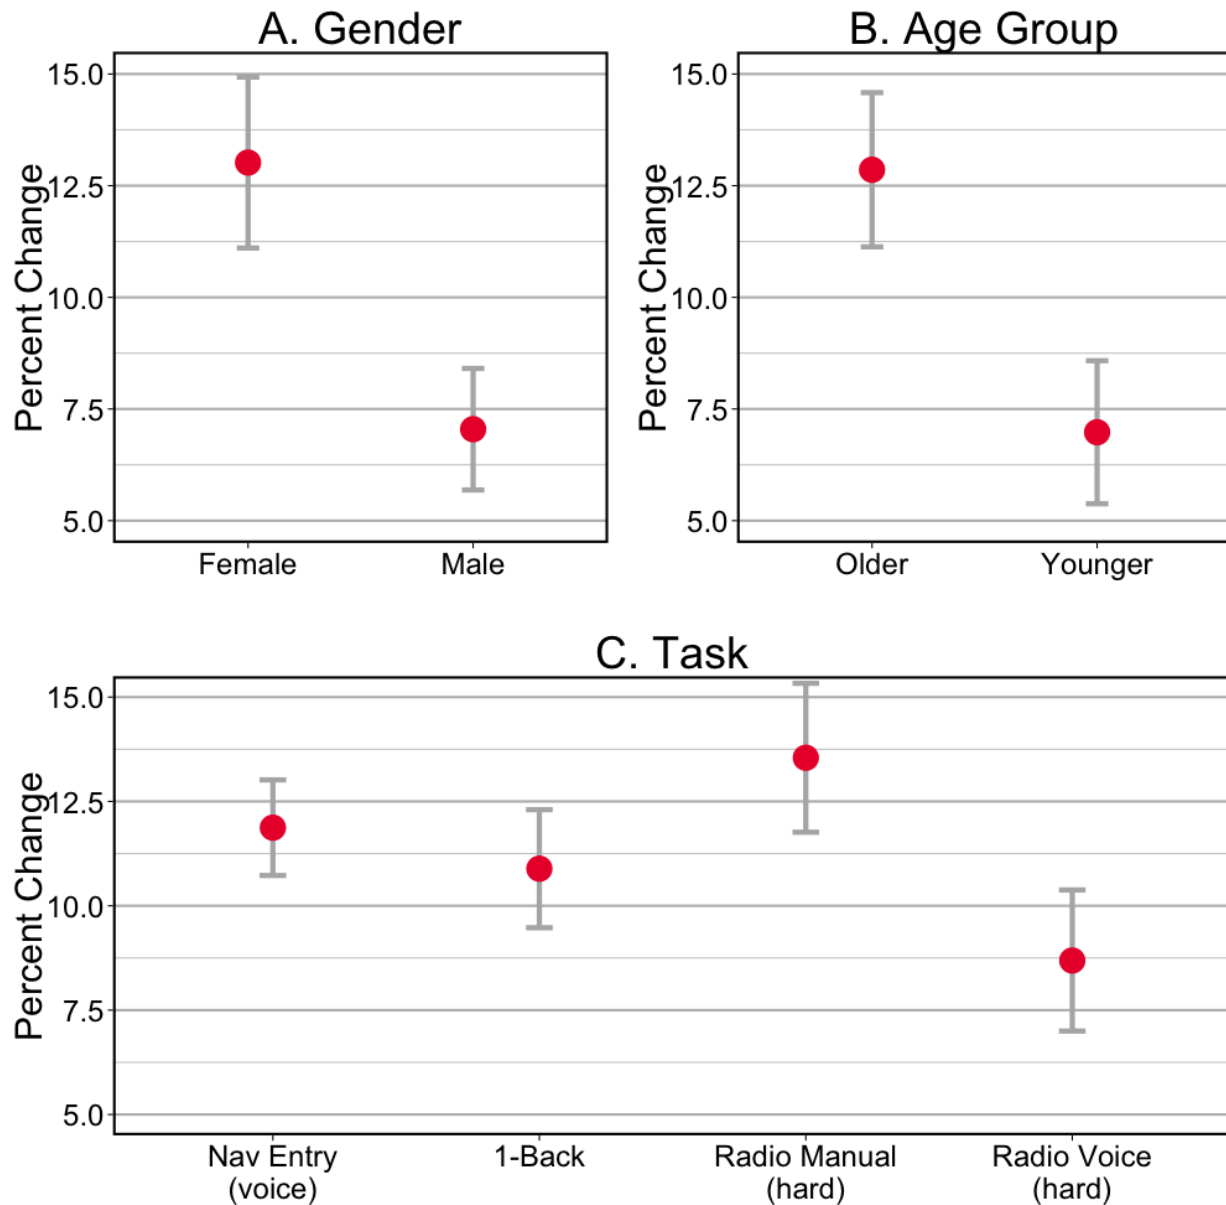 A. Gender
Percent Change
15.0
12.5
10.0
7.5
5.0
Female Male
B. Age Group
Percent Change
15.0
12.5
10.0
7.5
5.0
Older Younger
C. Task
Percent Change
15.0
12.5
10.0
7.5
5.0
Nav Entry 1-Back Radio Manual Radio Voice
(voice) (hard) (hard)